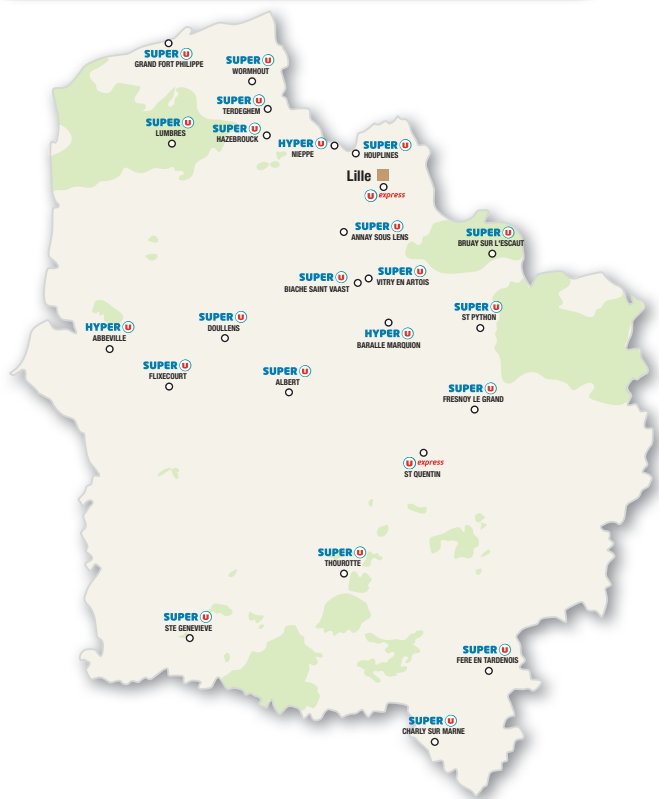 SUPER U
GRAND FORT PHILIPPE
SUPER U
WORMHOUT
SUPER U
TERDEGHEM
SUPER U
LUMBRES
SUPER U
HAZEBROUCK
HYPER U
NIEPPE
SUPER U
HOUPLINES
Lille
U express
SUPER U
ANNAY SOUS LENS
SUPER U
BRUAY SUR L'ESCAUT
SUPER U
BIACHE SAINT VAAST
SUPER U
VITRY EN ARTOIS
SUPER U
ST PYTHON
HYPER U
ABBEVILLE
SUPER U
DOULLENS
HYPER U
BARALLE MARQUION
SUPER U
FLIXECOURT
SUPER U
ALBERT
SUPER U
FRESNOY LE GRAND
U express
ST QUENTIN
SUPER U
THOUROTTE
SUPER U
STE GENEVIEVE
SUPER U
FERE EN TARDENOIS
SUPER U
CHARLY SUR MARNE